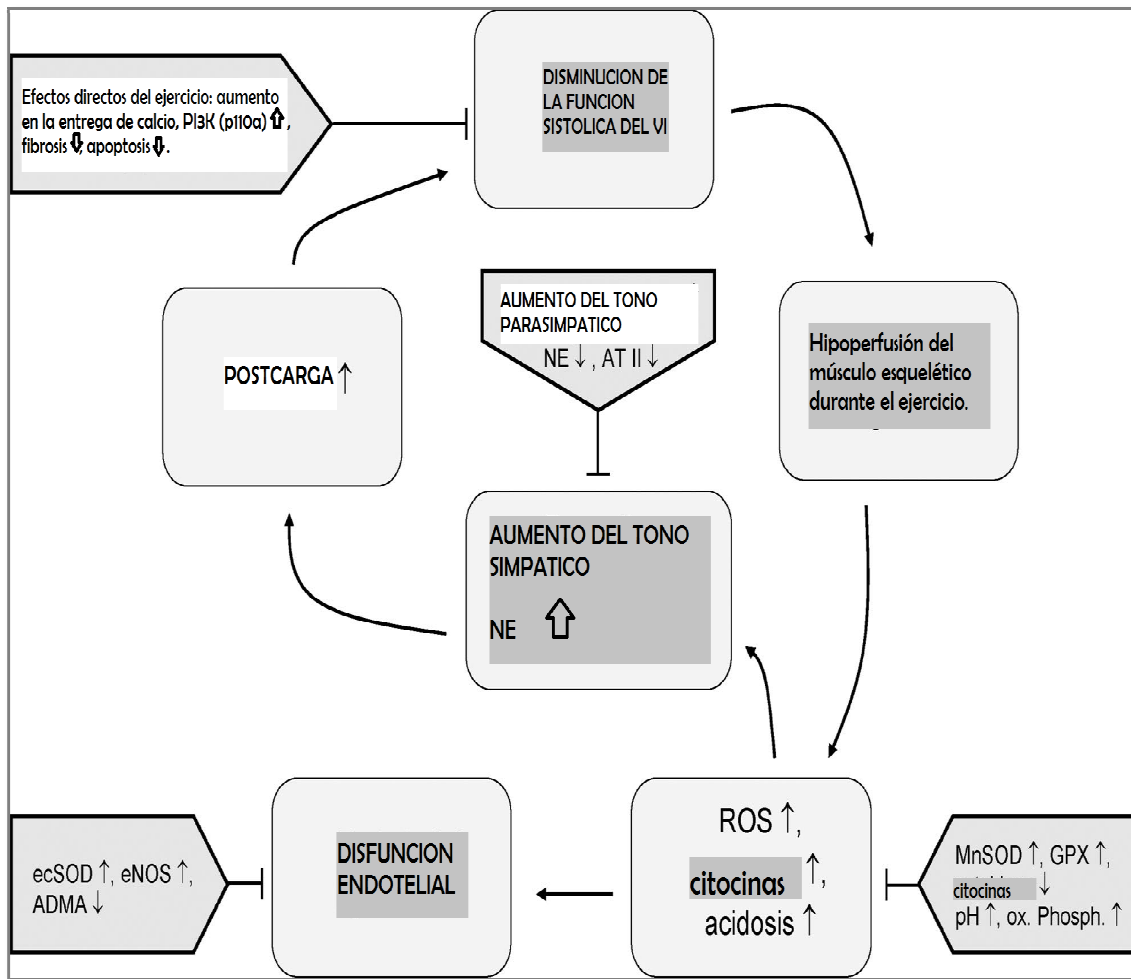 Efectos directos del ejercicio: aumento
en la entrega de calcio, PI3K (p110α) ⇧,
fibrosis ⇩, apoptosis ⇩.
DISMINUCION DE
LA FUNCION
SISTOLICA DEL VI
AUMENTO DEL TONO
PARASIMPATICO
NE ↓, AT II ↓
POSTCARGA ↑
Hipoperfusión del
músculo esquelético
durante el ejercicio.
AUMENTO DEL TONO
SIMPATICO
NE ⇧
ecSOD ↑, eNOS ↑,
ADMA ↓
DISFUNCION
ENDOTELIAL
ROS ↑,
citocinas ↑,
acidosis ↑
MnSOD ↑, GPX ↑,
citocinas ↓
pH ↑, ox. Phosph. ↑